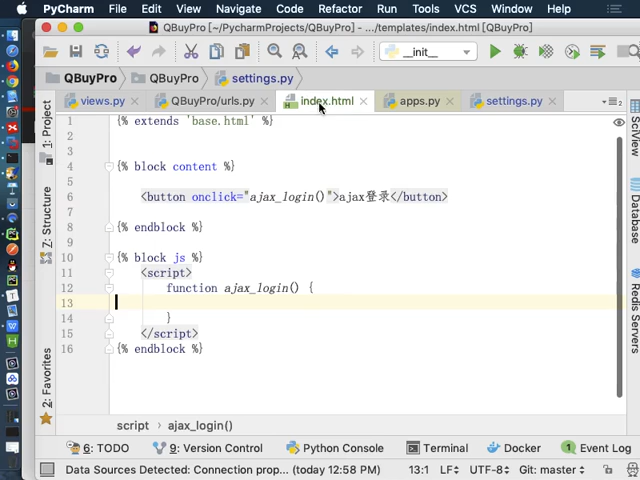 PyCharm File Edit View Navigate Code Refactor Run Tools VCS Window Help
QBuyPro [~/PycharmProjects/QBuyPro] - .../templates/index.html [QBuyPro]
__init__
QBuyPro QBuyPro settings.py
views.py QBuyPro/urls.py index.html apps.py settings.py
1 {% extends 'base.html' %}
2
3
4 {% block content %}
5
6 <button onclick="ajax_login()">ajax登录</button>
7
8 {% endblock %}
9
10 {% block js %}
11 <script>
12 function ajax_login() {
13
14 }
15 </script>
16 {% endblock %}
1: Project
7: Structure
2: Favorites
SciView
Database
Redis Servers
script › ajax_login()
6: TODO 9: Version Control Python Console Terminal Docker 1 Event Log
Data Sources Detected: Connection prop... (today 12:58 PM) 13:1 LF UTF-8 Git: master